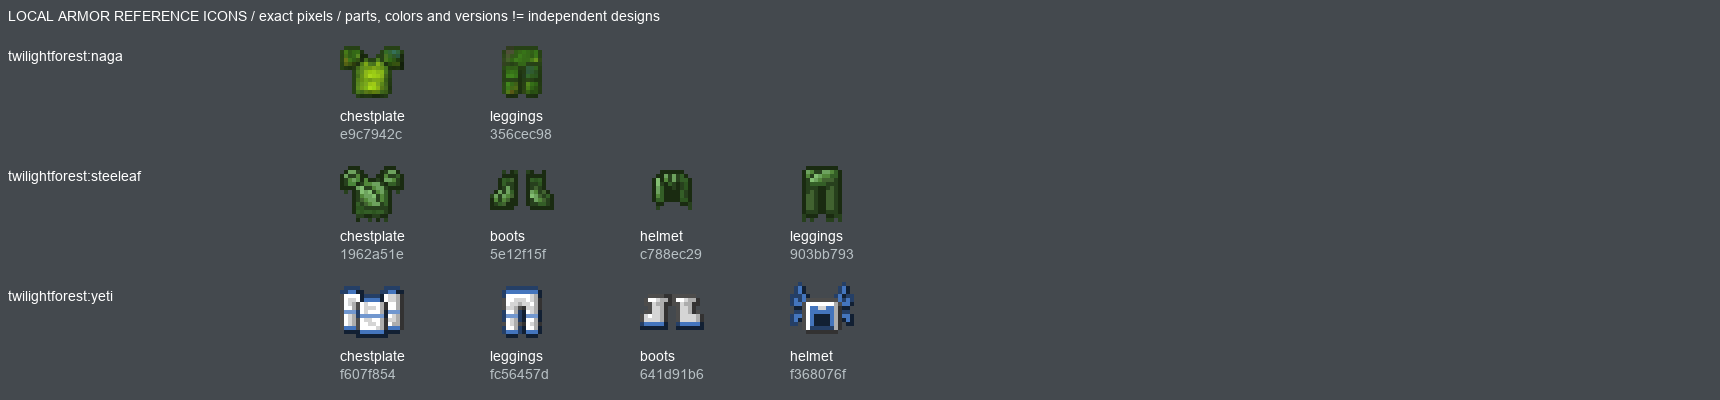 LOCAL ARMOR REFERENCE ICONS / exact pixels / parts, colors and versions != independent designs
twilightforest:naga
chestplate leggings
e9c7942c 356cec98
twilightforest:steeleaf
chestplate boots helmet leggings
1962a51e 5e12f15f c788ec29 903bb793
twilightforest:yeti
chestplate leggings boots helmet
f607f854 fc56457d 641d91b6 f368076f